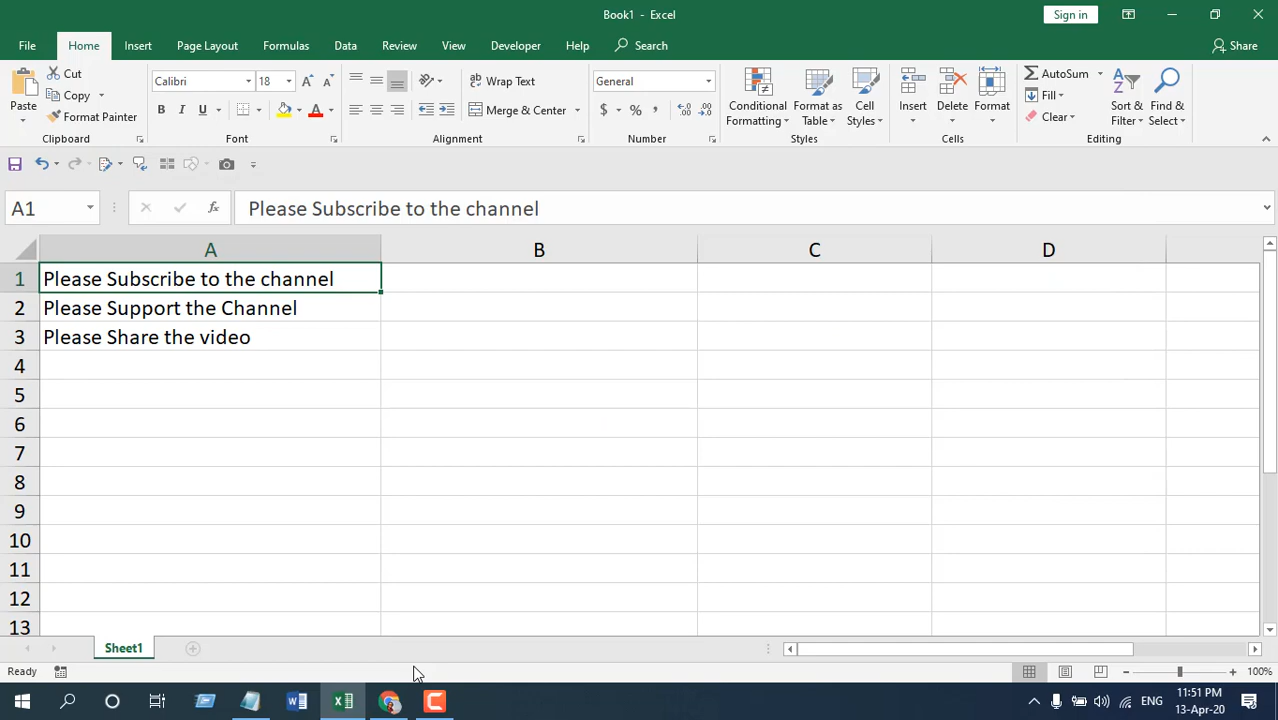 Book1 - Excel
Sign in
File Home Insert Page Layout Formulas Data Review View Developer Help Search Share
Paste
Cut
Copy
Format Painter
Clipboard
Calibri 18
B I U
Font
Wrap Text
Merge & Center
Alignment
General
$ % ,
Number
Conditional Formatting
Format as Table
Cell Styles
Styles
Insert
Delete
Format
Cells
AutoSum
Fill
Clear
Sort & Filter
Find & Select
Editing
A1 fx Please Subscribe to the channel
A B C D
1 Please Subscribe to the channel
2 Please Support the Channel
3 Please Share the video
4
5
6
7
8
9
10
11
12
13
Sheet1
Ready 100%
ENG 11:51 PM
13-Apr-20